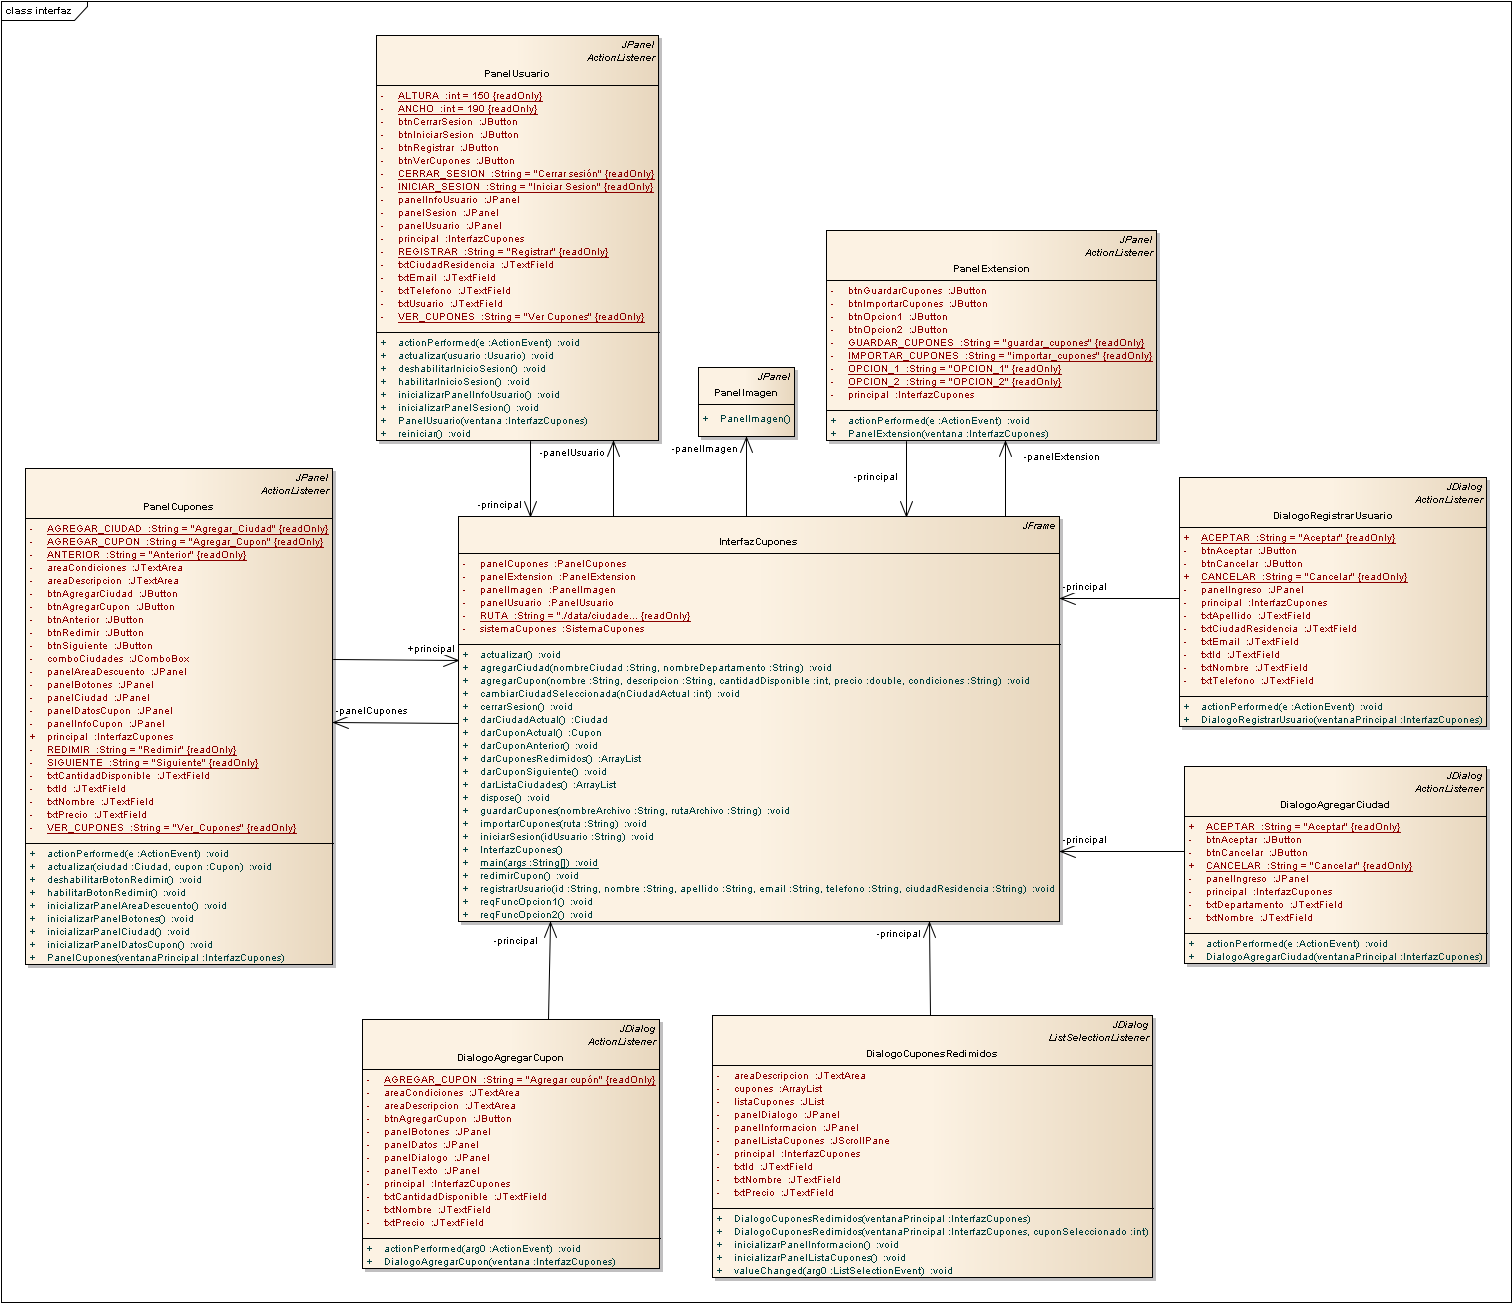 class interfaz
JPanel
ActionListener
PanelUsuario
- ALTURA :int = 150 {readOnly}
- ANCHO :int = 190 {readOnly}
- btnCerrarSesion :JButton
- btnIniciarSesion :JButton
- btnRegistrar :JButton
- btnVerCupones :JButton
- CERRAR_SESION :String = "Cerrar sesión" {readOnly}
- INICIAR_SESION :String = "Iniciar Sesion" {readOnly}
- panelInfoUsuario :JPanel
- panelSesion :JPanel
- panelUsuario :JPanel
- principal :InterfazCupones
- REGISTRAR :String = "Registrar" {readOnly}
- txtCiudadResidencia :JTextField
- txtEmail :JTextField
- txtTelefono :JTextField
- txtUsuario :JTextField
- VER_CUPONES :String = "Ver Cupones" {readOnly}
+ actionPerformed(e :ActionEvent) :void
+ actualizar(usuario :Usuario) :void
+ deshabilitarInicioSesion() :void
+ habilitarInicioSesion() :void
+ inicializarPanelInfoUsuario() :void
+ inicializarPanelSesion() :void
+ PanelUsuario(ventana :InterfazCupones)
+ reiniciar() :void
JPanel
ActionListener
PanelExtension
- btnGuardarCupones :JButton
- btnImportarCupones :JButton
- btnOpcion1 :JButton
- btnOpcion2 :JButton
- GUARDAR_CUPONES :String = "guardar_cupones" {readOnly}
- IMPORTAR_CUPONES :String = "importar_cupones" {readOnly}
- OPCION_1 :String = "OPCION_1" {readOnly}
- OPCION_2 :String = "OPCION_2" {readOnly}
- principal :InterfazCupones
+ actionPerformed(e :ActionEvent) :void
+ PanelExtension(ventana :InterfazCupones)
JPanel
PanelImagen
+ PanelImagen()
-panelUsuario
-principal
-panelImagen
-principal
-panelExtension
JPanel
ActionListener
PanelCupones
- AGREGAR_CIUDAD :String = "Agregar_Ciudad" {readOnly}
- AGREGAR_CUPON :String = "Agregar_Cupon" {readOnly}
- ANTERIOR :String = "Anterior" {readOnly}
- areaCondiciones :JTextArea
- areaDescripcion :JTextArea
- btnAgregarCiudad :JButton
- btnAgregarCupon :JButton
- btnAnterior :JButton
- btnRedimir :JButton
- btnSiguiente :JButton
- comboCiudades :JComboBox
- panelAreaDescuento :JPanel
- panelBotones :JPanel
- panelCiudad :JPanel
- panelDatosCupon :JPanel
- panelInfoCupon :JPanel
+ principal :InterfazCupones
- REDIMIR :String = "Redimir" {readOnly}
- SIGUIENTE :String = "Siguiente" {readOnly}
- txtCantidadDisponible :JTextField
- txtId :JTextField
- txtNombre :JTextField
- txtPrecio :JTextField
- VER_CUPONES :String = "Ver_Cupones" {readOnly}
+ actionPerformed(e :ActionEvent) :void
+ actualizar(ciudad :Ciudad, cupon :Cupon) :void
+ deshabilitarBotonRedimir() :void
+ habilitarBotonRedimir() :void
+ inicializarPanelAreaDescuento() :void
+ inicializarPanelBotones() :void
+ inicializarPanelCiudad() :void
+ inicializarPanelDatosCupon() :void
+ PanelCupones(ventanaPrincipal :InterfazCupones)
+principal
-panelCupones
JFrame
InterfazCupones
- panelCupones :PanelCupones
- panelExtension :PanelExtension
- panelImagen :PanelImagen
- panelUsuario :PanelUsuario
- RUTA :String = "./data/ciudade... {readOnly}
- sistemaCupones :SistemaCupones
+ actualizar() :void
+ agregarCiudad(nombreCiudad :String, nombreDepartamento :String) :void
+ agregarCupon(nombre :String, descripcion :String, cantidadDisponible :int, precio :double, condiciones :String) :void
+ cambiarCiudadSeleccionada(nCiudadActual :int) :void
+ cerrarSesion() :void
+ darCiudadActual() :Ciudad
+ darCuponActual() :Cupon
+ darCuponAnterior() :void
+ darCuponesRedimidos() :ArrayList
+ darCuponSiguiente() :void
+ darListaCiudades() :ArrayList
+ dispose() :void
+ guardarCupones(nombreArchivo :String, rutaArchivo :String) :void
+ importarCupones(ruta :String) :void
+ iniciarSesion(idUsuario :String) :void
+ InterfazCupones()
+ main(args :String[]) :void
+ redimirCupon() :void
+ registrarUsuario(id :String, nombre :String, apellido :String, email :String, telefono :String, ciudadResidencia :String) :void
+ reqFuncOpcion1() :void
+ reqFuncOpcion2() :void
-principal
-principal
JDialog
ActionListener
DialogoRegistrarUsuario
+ ACEPTAR :String = "Aceptar" {readOnly}
- btnAceptar :JButton
- btnCancelar :JButton
+ CANCELAR :String = "Cancelar" {readOnly}
- panelIngreso :JPanel
- principal :InterfazCupones
- txtApellido :JTextField
- txtCiudadResidencia :JTextField
- txtEmail :JTextField
- txtId :JTextField
- txtNombre :JTextField
- txtTelefono :JTextField
+ actionPerformed(e :ActionEvent) :void
+ DialogoRegistrarUsuario(ventanaPrincipal :InterfazCupones)
JDialog
ActionListener
DialogoAgregarCiudad
+ ACEPTAR :String = "Aceptar" {readOnly}
- btnAceptar :JButton
- btnCancelar :JButton
+ CANCELAR :String = "Cancelar" {readOnly}
- panelIngreso :JPanel
- principal :InterfazCupones
- txtDepartamento :JTextField
- txtNombre :JTextField
+ actionPerformed(e :ActionEvent) :void
+ DialogoAgregarCiudad(ventanaPrincipal :InterfazCupones)
-principal
-principal
JDialog
ActionListener
DialogoAgregarCupon
- AGREGAR_CUPON :String = "Agregar cupón" {readOnly}
- areaCondiciones :JTextArea
- areaDescripcion :JTextArea
- btnAgregarCupon :JButton
- panelBotones :JPanel
- panelDatos :JPanel
- panelDialogo :JPanel
- panelTexto :JPanel
- principal :InterfazCupones
- txtCantidadDisponible :JTextField
- txtNombre :JTextField
- txtPrecio :JTextField
+ actionPerformed(arg0 :ActionEvent) :void
+ DialogoAgregarCupon(ventana :InterfazCupones)
JDialog
ListSelectionListener
DialogoCuponesRedimidos
- areaDescripcion :JTextArea
- cupones :ArrayList
- listaCupones :JList
- panelDialogo :JPanel
- panelInformacion :JPanel
- panelListaCupones :JScrollPane
- principal :InterfazCupones
- txtId :JTextField
- txtNombre :JTextField
- txtPrecio :JTextField
+ DialogoCuponesRedimidos(ventanaPrincipal :InterfazCupones)
+ DialogoCuponesRedimidos(ventanaPrincipal :InterfazCupones, cuponSeleccionado :int)
+ inicializarPanelInformacion() :void
+ inicializarPanelListaCupones() :void
+ valueChanged(arg0 :ListSelectionEvent) :void